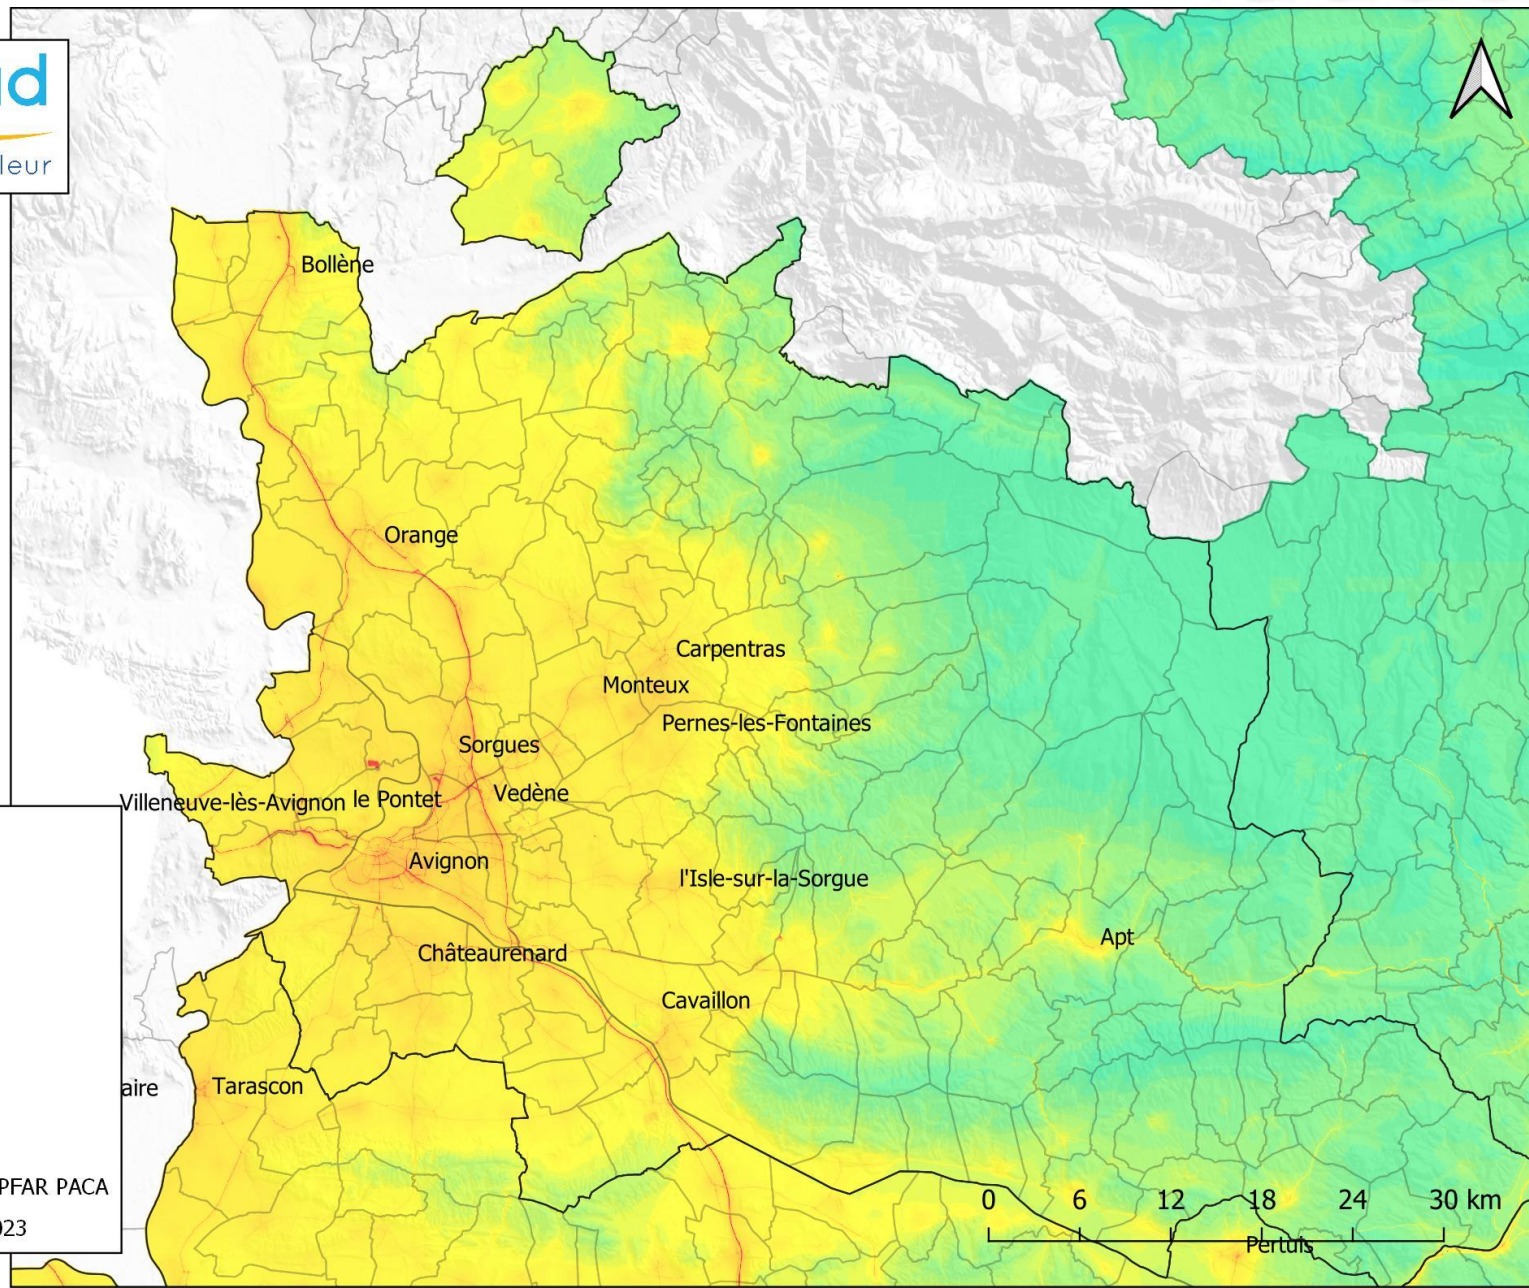 leur
Bollène
Orange
Carpentras
Monteux
Pernes-les-Fontaines
Sorgues
Vedène
Villeneuve-lès-Avignon
le Pontet
Avignon
l'Isle-sur-la-Sorgue
Apt
Châteaurenard
Cavaillon
aire
Tarascon
PFAR PACA
0 6 12 18 24 30 km
Pertuis